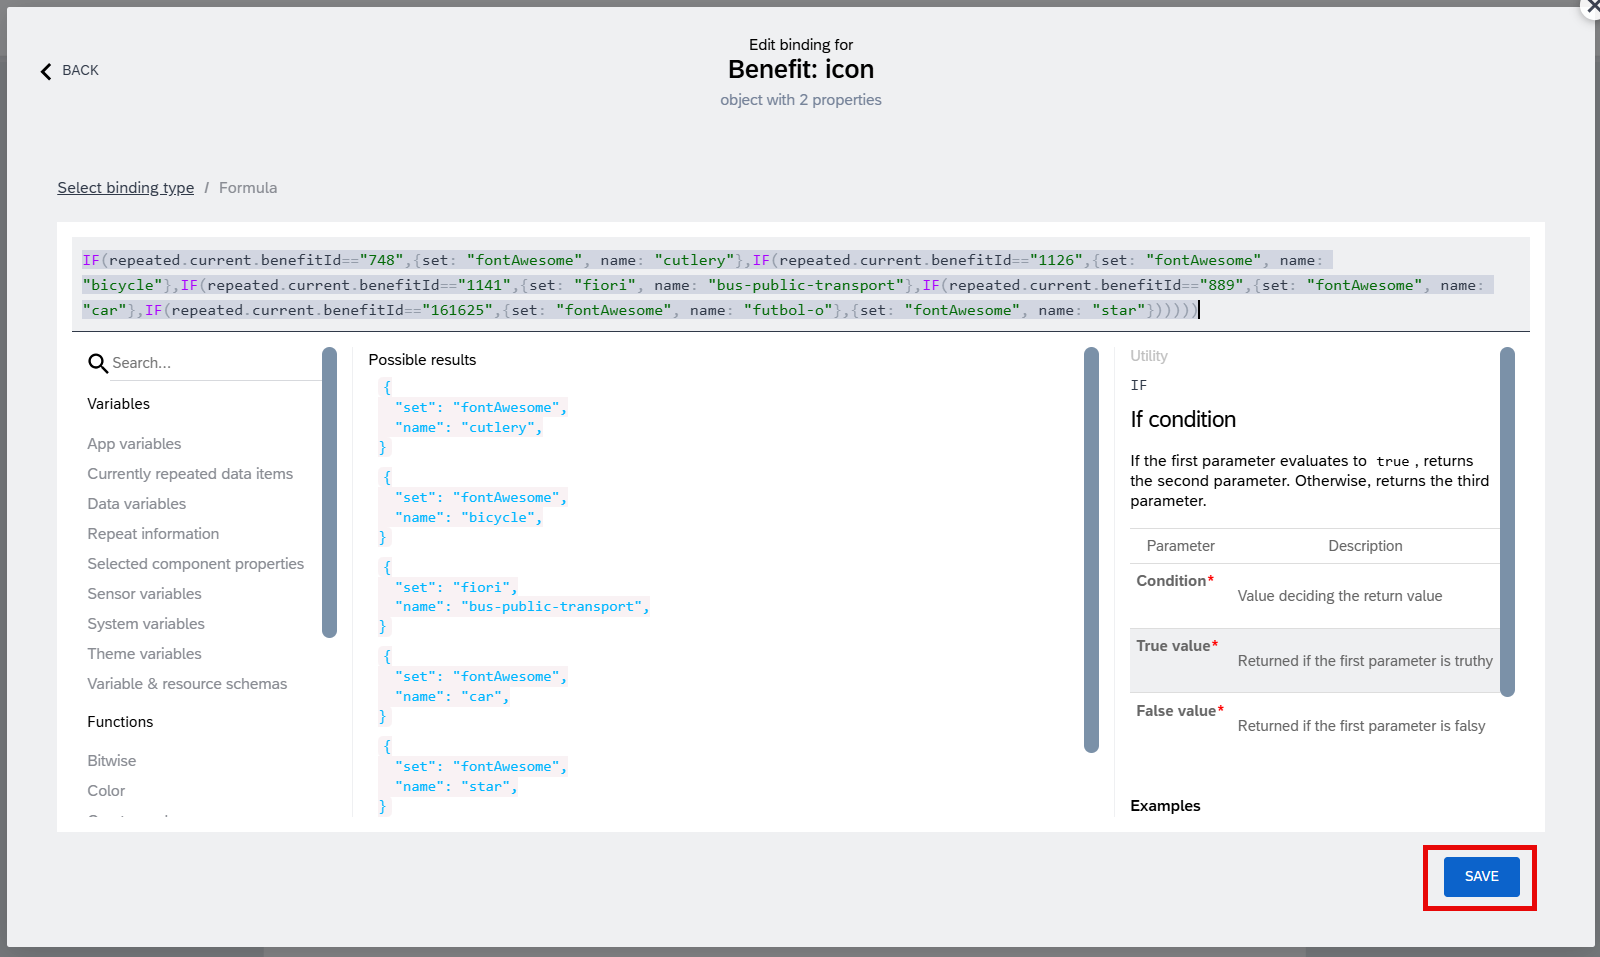 Edit binding for
BACK
Benefit: icon
object with 2 properties
Select binding type / Formula
IF(repeated.current.benefitId=="748",{set: "fontAwesome", name: "cutlery"},IF(repeated.current.benefitId=="1126",{set: "fontAwesome", name:
"bicycle"},IF(repeated.current.benefitId=="1141",{set: "fiori", name: "bus-public-transport"},IF(repeated.current.benefitId=="889",{set: "fontAwesome", name:
"car"},IF(repeated.current.benefitId=="161625",{set: "fontAwesome", name: "futbol-o"},{set: "fontAwesome", name: "star"}))))))
Search...
Variables
App variables
Currently repeated data items
Data variables
Repeat information
Selected component properties
Sensor variables
System variables
Theme variables
Variable & resource schemas
Functions
Bitwise
Color
Possible results
{
"set": "fontAwesome",
"name": "cutlery",
}
{
"set": "fontAwesome",
"name": "bicycle",
}
{
"set": "fiori",
"name": "bus-public-transport",
}
{
"set": "fontAwesome",
"name": "car",
}
{
"set": "fontAwesome",
"name": "star",
}
Utility
IF
If condition
If the first parameter evaluates to true , returns
the second parameter. Otherwise, returns the third
parameter.
Parameter Description
Condition*
Value deciding the return value
True value*
Returned if the first parameter is truthy
False value*
Returned if the first parameter is falsy
Examples
SAVE